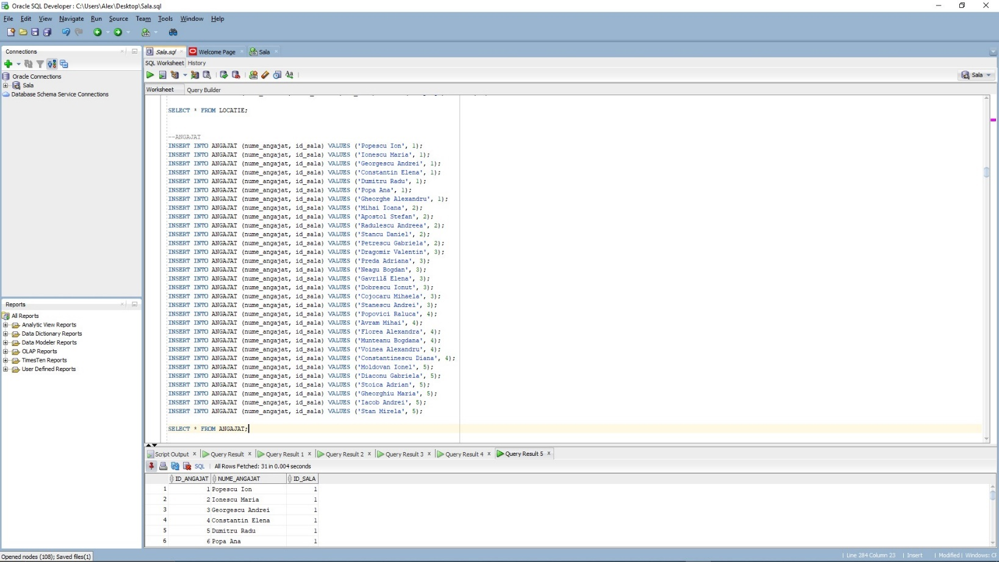 Oracle SQL Developer : C:\Users\Alex\Desktop\Sala.sql
File Edit View Navigate Run Source Team Tools Window Help
Connections
Oracle Connections
Sala
Database Schema Service Connections
Reports
All Reports
Analytic View Reports
Data Dictionary Reports
Data Modeler Reports
OLAP Reports
TimesTen Reports
User Defined Reports
Sala.sql Welcome Page Sala
SQL Worksheet History
Sala
Worksheet Query Builder
SELECT * FROM LOCATIE;
--ANGAJAT
INSERT INTO ANGAJAT (nume_angajat, id_sala) VALUES ('Popescu Ion', 1);
INSERT INTO ANGAJAT (nume_angajat, id_sala) VALUES ('Ionescu Maria', 1);
INSERT INTO ANGAJAT (nume_angajat, id_sala) VALUES ('Georgescu Andrei', 1);
INSERT INTO ANGAJAT (nume_angajat, id_sala) VALUES ('Constantin Elena', 1);
INSERT INTO ANGAJAT (nume_angajat, id_sala) VALUES ('Dumitru Radu', 1);
INSERT INTO ANGAJAT (nume_angajat, id_sala) VALUES ('Popa Ana', 1);
INSERT INTO ANGAJAT (nume_angajat, id_sala) VALUES ('Gheorghe Alexandru', 1);
INSERT INTO ANGAJAT (nume_angajat, id_sala) VALUES ('Mihai Ioana', 2);
INSERT INTO ANGAJAT (nume_angajat, id_sala) VALUES ('Apostol Stefan', 2);
INSERT INTO ANGAJAT (nume_angajat, id_sala) VALUES ('Radulescu Andreea', 2);
INSERT INTO ANGAJAT (nume_angajat, id_sala) VALUES ('Stancu Daniel', 2);
INSERT INTO ANGAJAT (nume_angajat, id_sala) VALUES ('Petrescu Gabriela', 2);
INSERT INTO ANGAJAT (nume_angajat, id_sala) VALUES ('Dragomir Valentin', 3);
INSERT INTO ANGAJAT (nume_angajat, id_sala) VALUES ('Preda Adriana', 3);
INSERT INTO ANGAJAT (nume_angajat, id_sala) VALUES ('Neagu Bogdan', 3);
INSERT INTO ANGAJAT (nume_angajat, id_sala) VALUES ('Gavrilă Elena', 3);
INSERT INTO ANGAJAT (nume_angajat, id_sala) VALUES ('Dobrescu Ionut', 3);
INSERT INTO ANGAJAT (nume_angajat, id_sala) VALUES ('Cojocaru Mihaela', 3);
INSERT INTO ANGAJAT (nume_angajat, id_sala) VALUES ('Stanescu Andrei', 3);
INSERT INTO ANGAJAT (nume_angajat, id_sala) VALUES ('Popovici Raluca', 4);
INSERT INTO ANGAJAT (nume_angajat, id_sala) VALUES ('Avram Mihai', 4);
INSERT INTO ANGAJAT (nume_angajat, id_sala) VALUES ('Florea Alexandra', 4);
INSERT INTO ANGAJAT (nume_angajat, id_sala) VALUES ('Munteanu Bogdana', 4);
INSERT INTO ANGAJAT (nume_angajat, id_sala) VALUES ('Voinea Alexandru', 4);
INSERT INTO ANGAJAT (nume_angajat, id_sala) VALUES ('Constantinescu Diana', 4);
INSERT INTO ANGAJAT (nume_angajat, id_sala) VALUES ('Moldovan Ionel', 5);
INSERT INTO ANGAJAT (nume_angajat, id_sala) VALUES ('Diaconu Gabriela', 5);
INSERT INTO ANGAJAT (nume_angajat, id_sala) VALUES ('Stoica Adrian', 5);
INSERT INTO ANGAJAT (nume_angajat, id_sala) VALUES ('Gheorghiu Maria', 5);
INSERT INTO ANGAJAT (nume_angajat, id_sala) VALUES ('Iacob Andrei', 5);
INSERT INTO ANGAJAT (nume_angajat, id_sala) VALUES ('Stan Mirela', 5);
SELECT * FROM ANGAJAT;
Script Output Query Result Query Result 1 Query Result 2 Query Result 3 Query Result 4 Query Result 5
SQL All Rows Fetched: 31 in 0.004 seconds
ID_ANGAJAT NUME_ANGAJAT ID_SALA
1 1 Popescu Ion 1
2 2 Ionescu Maria 1
3 3 Georgescu Andrei 1
4 4 Constantin Elena 1
5 5 Dumitru Radu 1
6 6 Popa Ana 1
Opened nodes (108); Saved files(1)
Line 284 Column 23 Insert Modified Windows: Cl